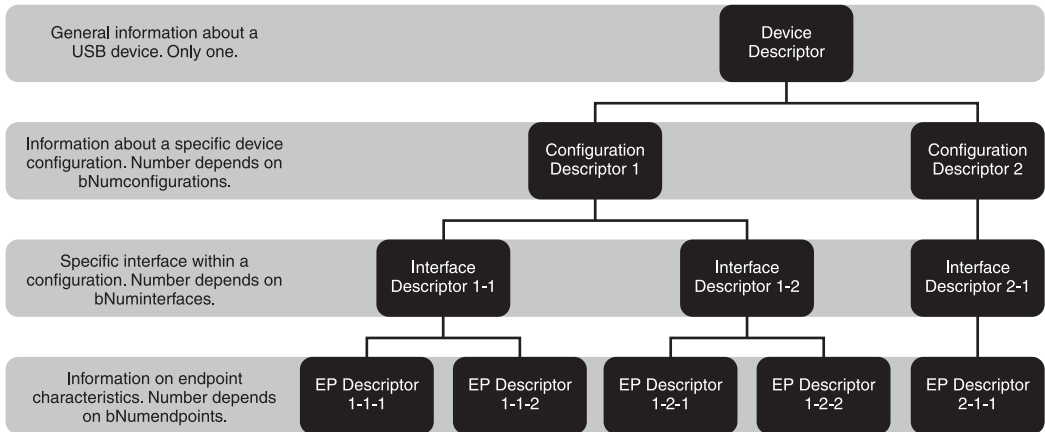 General information about a
USB device. Only one.
Device
Descriptor
Information about a specific device
configuration. Number depends on
bNumconfigurations.
Configuration
Descriptor 1
Configuration
Descriptor 2
Specific interface within a
configuration. Number depends on
bNuminterfaces.
Interface
Descriptor 1-1
Interface
Descriptor 1-2
Interface
Descriptor 2-1
Information on endpoint
characteristics. Number depends
on bNumendpoints.
EP Descriptor
1-1-1
EP Descriptor
1-1-2
EP Descriptor
1-2-1
EP Descriptor
1-2-2
EP Descriptor
2-1-1